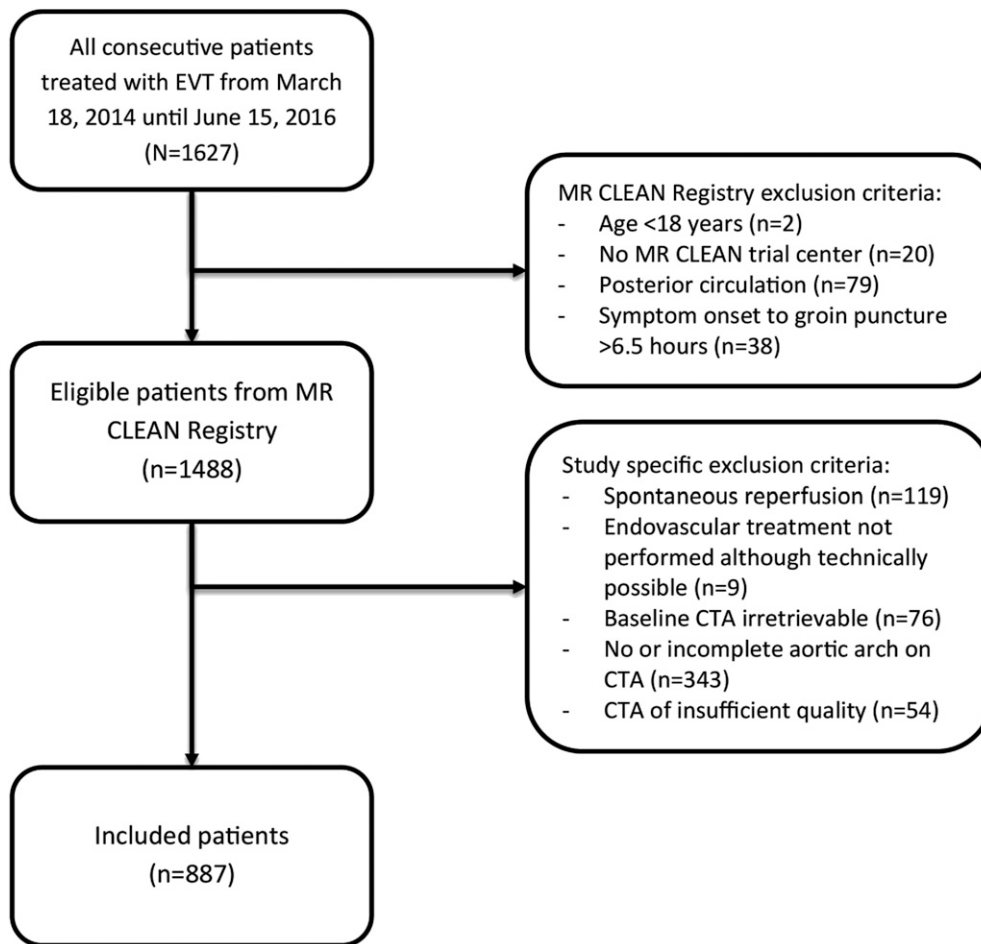 All consecutive patients
treated with EVT from March
18, 2014 until June 15, 2016
(N=1627)
MR CLEAN Registry exclusion criteria:
- Age <18 years (n=2)
- No MR CLEAN trial center (n=20)
- Posterior circulation (n=79)
- Symptom onset to groin puncture
>6.5 hours (n=38)
Eligible patients from MR
CLEAN Registry
(n=1488)
Study specific exclusion criteria:
- Spontaneous reperfusion (n=119)
- Endovascular treatment not
performed although technically
possible (n=9)
- Baseline CTA irretrievable (n=76)
- No or incomplete aortic arch on
CTA (n=343)
- CTA of insufficient quality (n=54)
Included patients
(n=887)